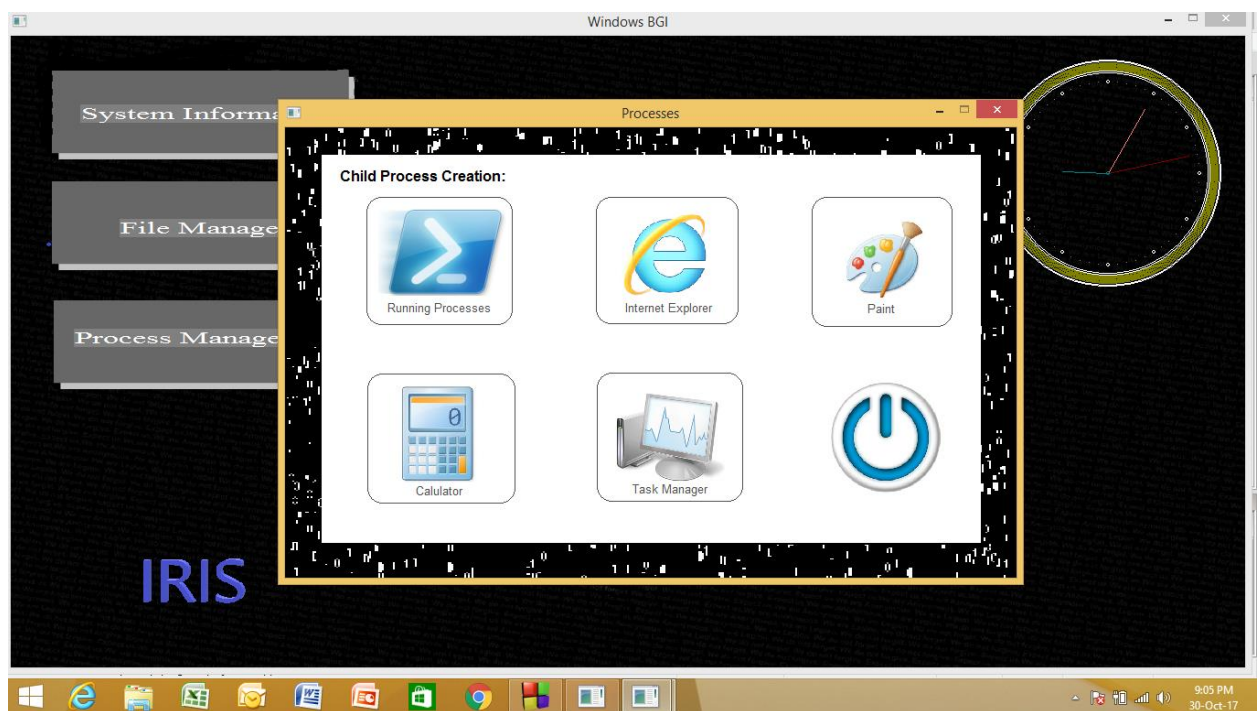 Windows BGI
System Informa
Processes
Child Process Creation:
File Manage
Running Processes
Internet Explorer
Paint
Process Manage
0
Calulator
Task Manager
IRIS
9:05 PM
30-Oct-17